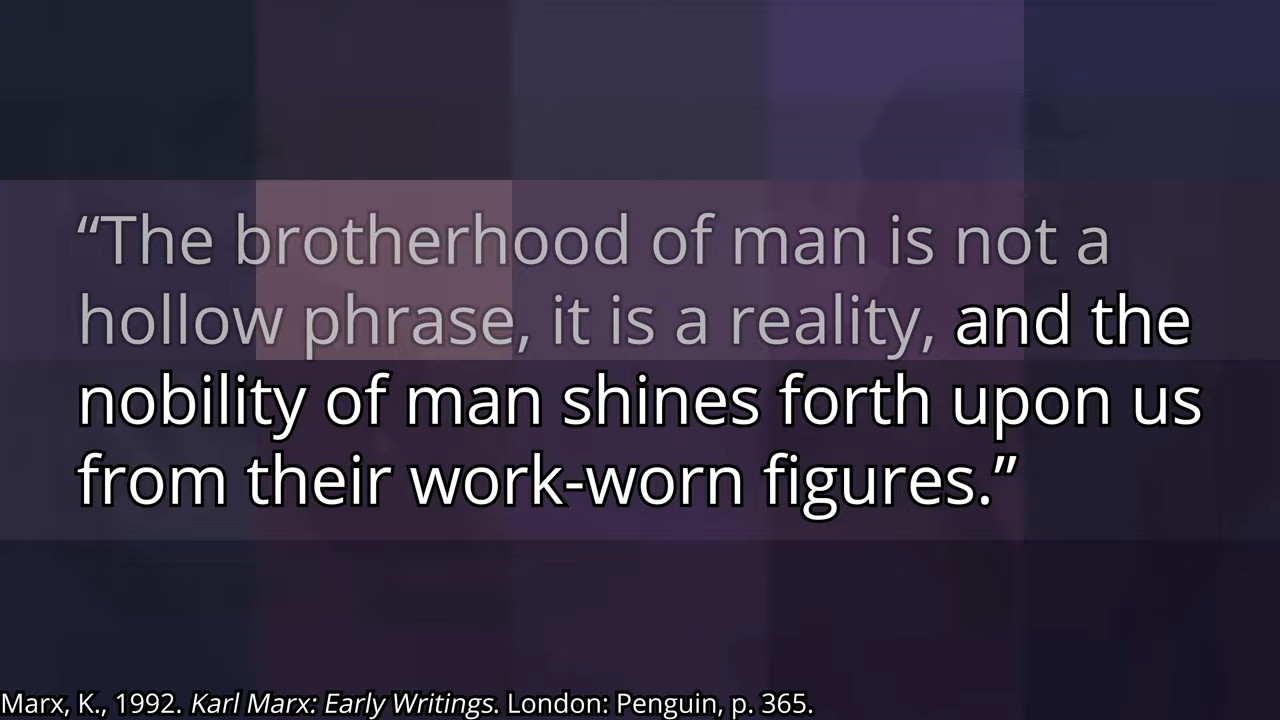 “The brotherhood of man is not a
hollow phrase, it is a reality, and the
nobility of man shines forth upon us
from their work-worn figures.”
Marx, K., 1992. Karl Marx: Early Writings. London: Penguin, p. 365.